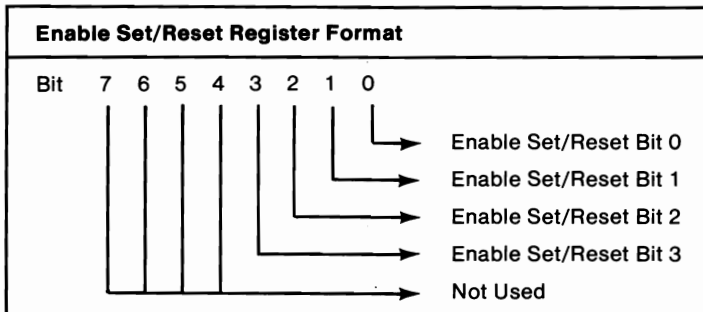 Enable Set/Reset Register Format
Bit 7 6 5 4 3 2 1 0
Enable Set/Reset Bit 0
Enable Set/Reset Bit 1
Enable Set/Reset Bit 2
Enable Set/Reset Bit 3
Not Used